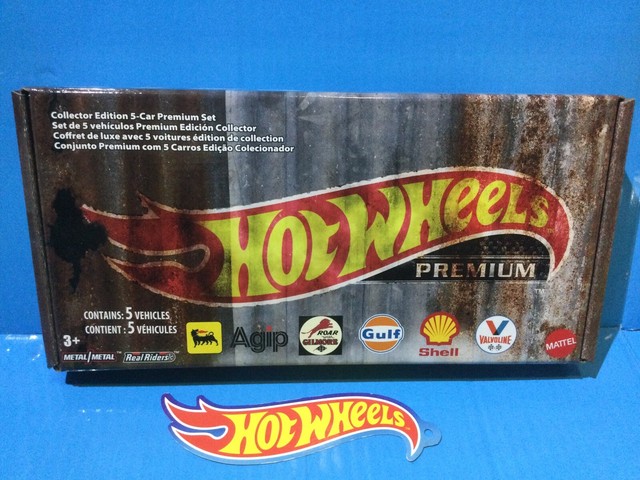 Collector Edition 5-Car Premium Set
Set de 5 vehículos Premium Edición Collector
Coffret de luxe avec 5 voitures édition de collection
Conjunto Premium com 5 Carros Edição Colecionador
HOT WHEELS
PREMIUM
TM
CONTAINS: 5 VEHICLES
CONTIENT : 5 VÉHICULES
3+
METAL/METAL
Real Riders
Agip
ROAR
WITH
GILMORE
Gulf
Shell
V
VALVOLINE
MATTEL
HOT WHEELS